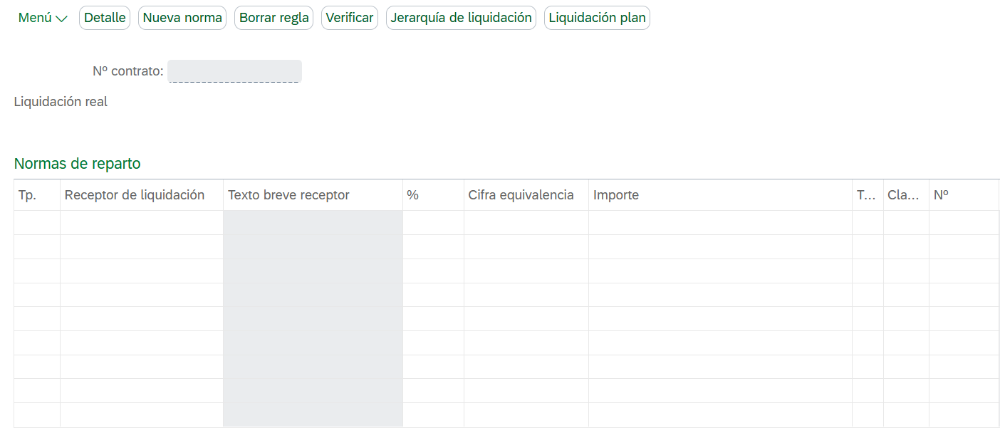 Menú Detalle Nueva norma Borrar regla Verificar Jerarquía de liquidación Liquidación plan
Nº contrato:
Liquidación real
Normas de reparto
Tp. Receptor de liquidación Texto breve receptor % Cifra equivalencia Importe T... Cla... Nº